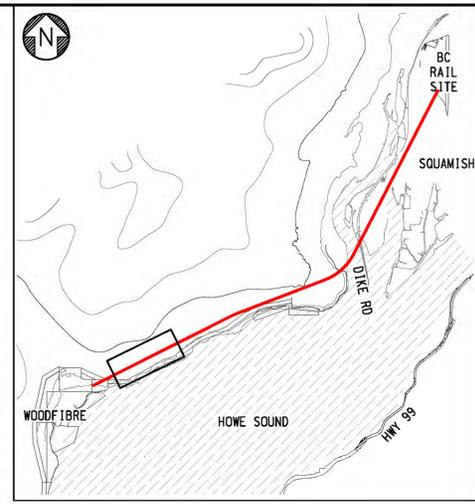 N
BC
RAIL
SITE
SQUAMISH
DIKE RD
WOODFIBRE
HOWE SOUND
HWY 99